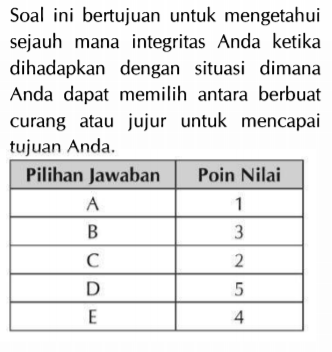 Soal ini bertujuan untuk mengetahui
sejauh mana integritas Anda ketika
dihadapkan dengan situasi dimana
Anda dapat memilih antara berbuat
curang atau jujur untuk mencapai
tujuan Anda.
Pilihan Jawaban Poin Nilai
A 1
B 3
C 2
D 5
E 4